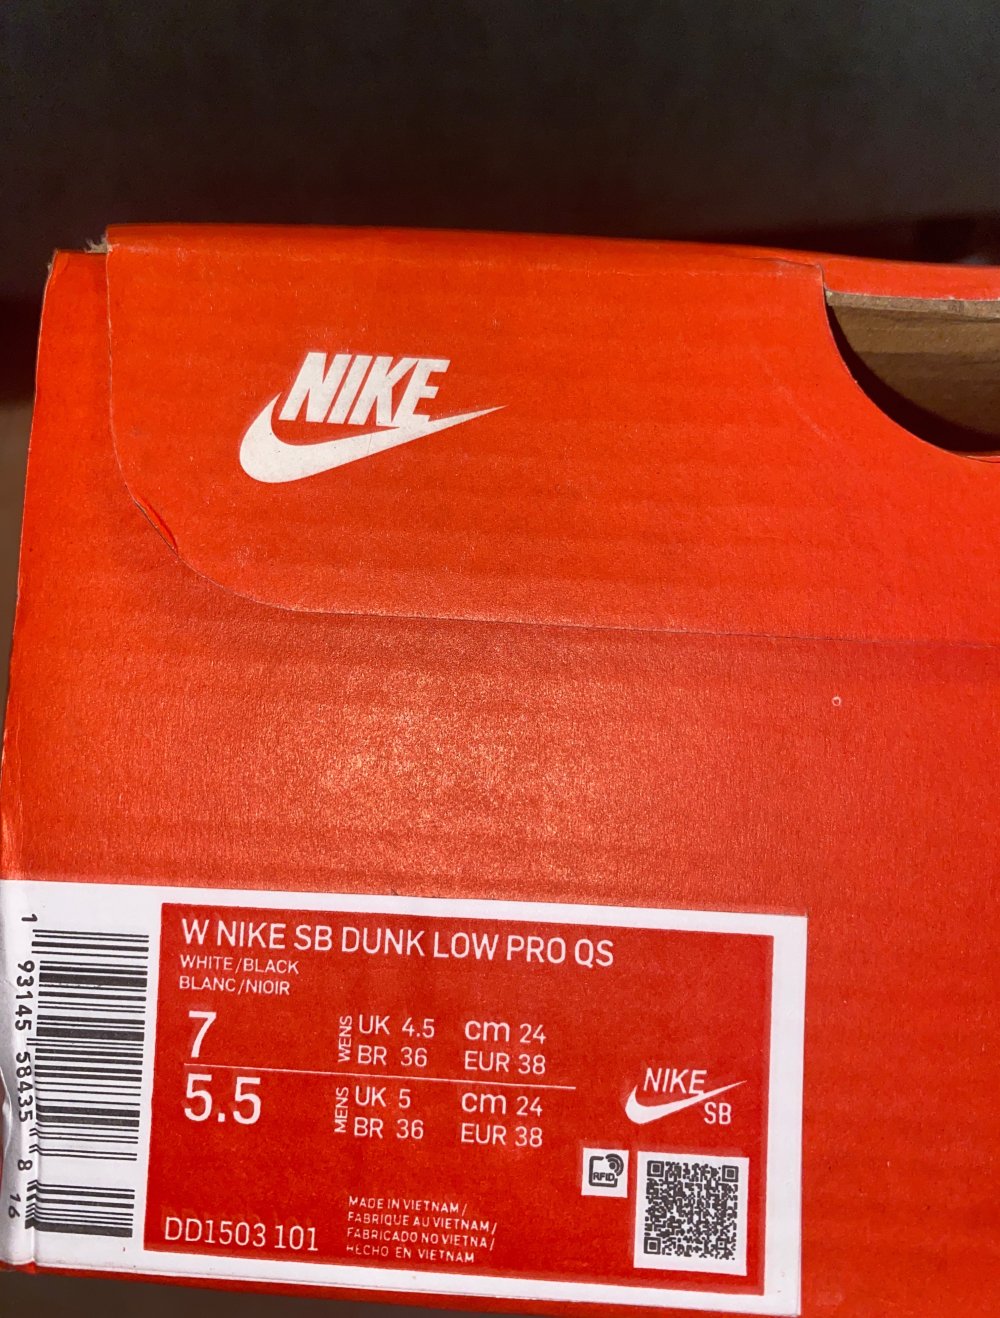 NIKE
W NIKE SB DUNK LOW PRO QS
WHITE/BLACK
BLANC/NIOIR
7 WENS UK 4.5 cm 24
BR 36 EUR 38
5.5 MENS UK 5 cm 24
BR 36 EUR 38
NIKE
SB
RFID
DD1503 101
MADE IN VIETNAM/
FABRIQUE AU VIETNAM/
FABRICADO NO VIETNA/
HECHO EN VIETNAM
1 93145 58435 8 16